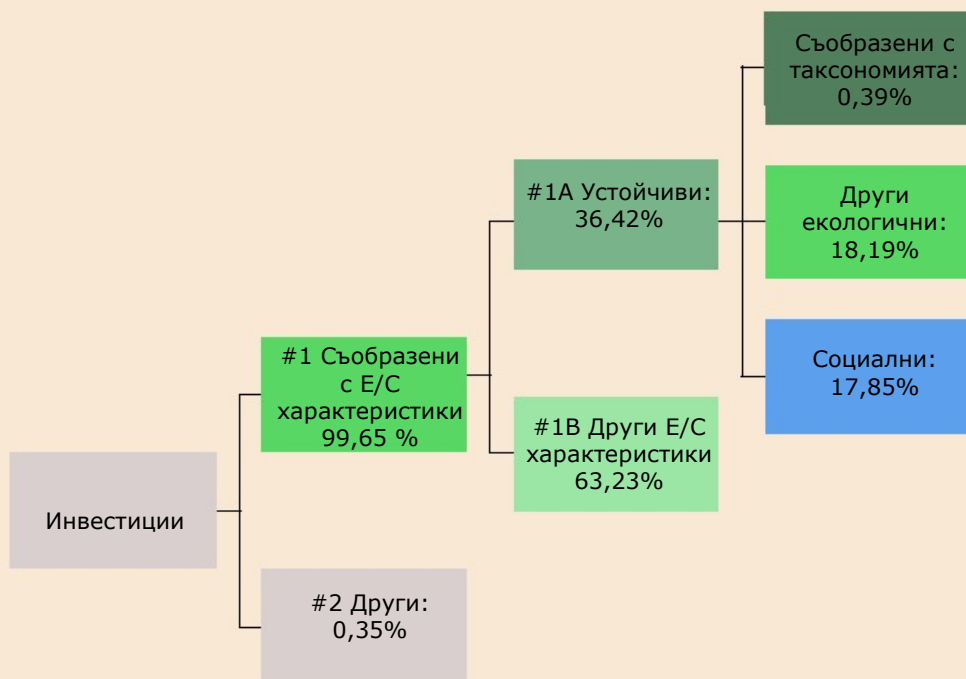 Инвестиции
#1 Съобразени
с Е/С
характеристики
99,65 %
#2 Други:
0,35%
#1А Устойчиви:
36,42%
#1В Други Е/С
характеристики
63,23%
Съобразени с
таксономията:
0,39%
Други
екологични:
18,19%
Социални:
17,85%